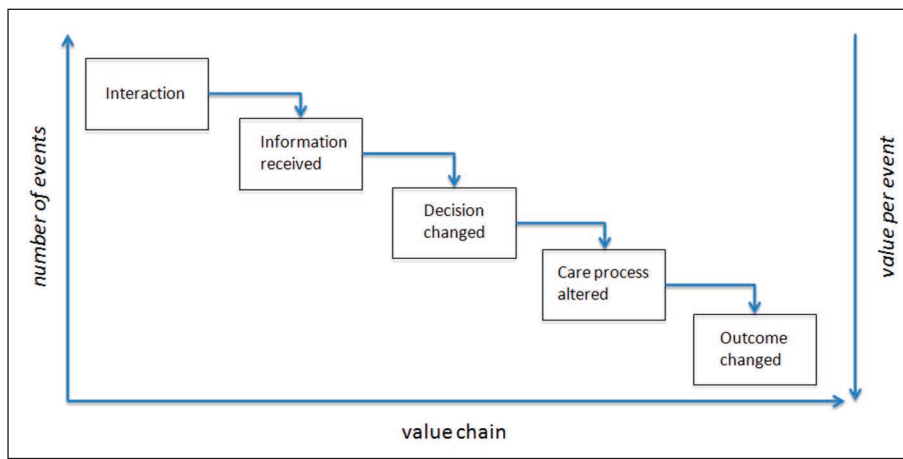 Interaction
Information
received
Decision
changed
Care process
altered
Outcome
changed
number of events
value per event
value chain